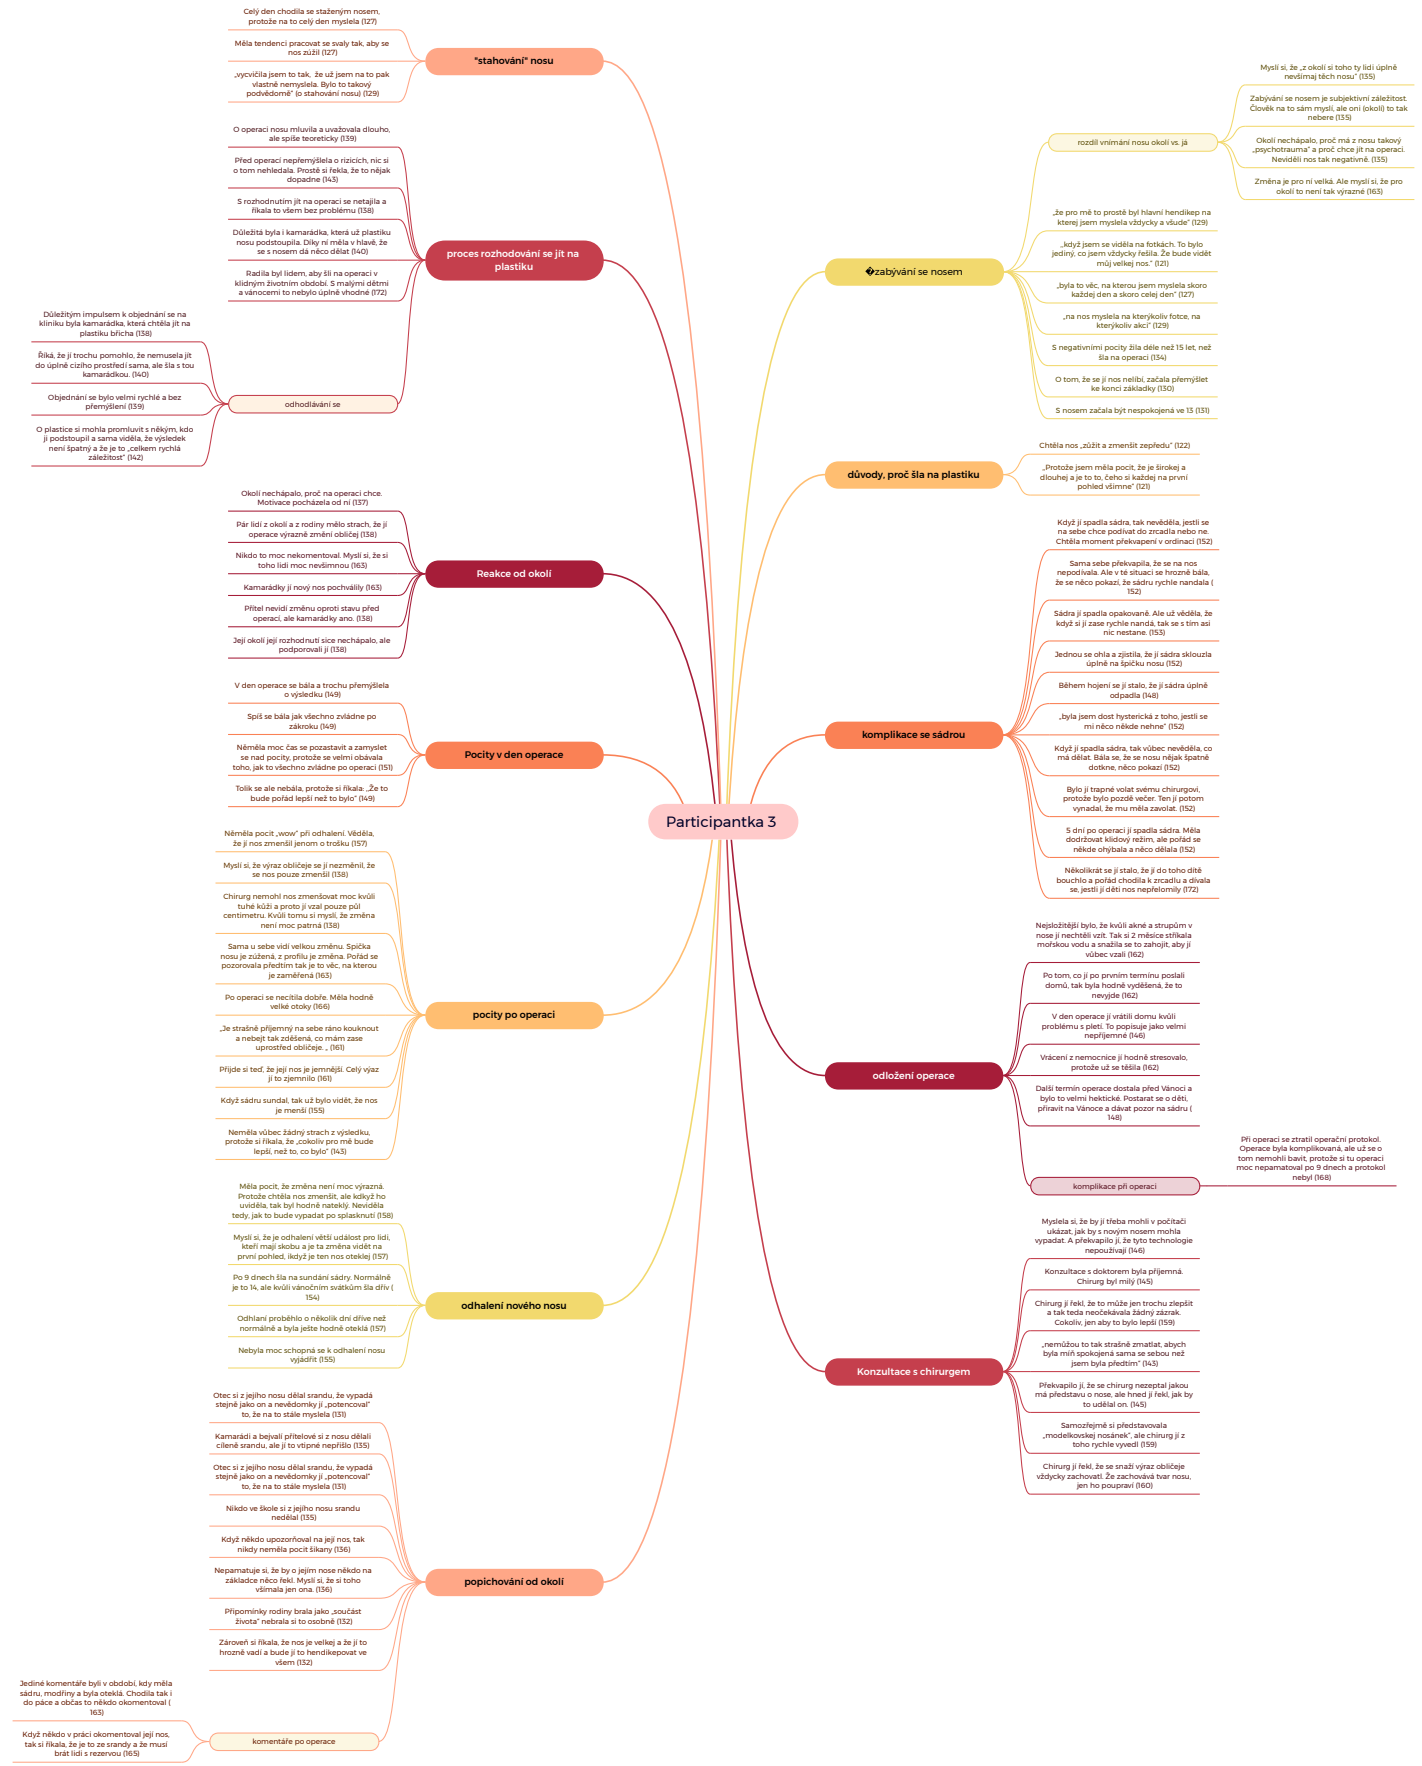 Participantka 3
"stahování" nosu
Celý den chodila se staženým nosem,
protože na to celý den myslela (127)
Měla tendenci pracovat se svaly tak, aby se
nos zúžil (127)
„vycvičila jsem to tak, že už jsem na to pak
vlastně nemyslela. Bylo to takový
podvědomě“ (o stahování nosu) (129)
proces rozhodování se jít na
plastiku
O operaci nosu mluvila a uvažovala dlouho,
ale spíše teoreticky (139)
Před operací nepřemýšlela o rizicích, nic si
o tom nehledala. Prostě si řekla, že to nějak
dopadne (143)
S rozhodnutím jít na operaci se netajila a
říkala to všem bez problému (138)
Důležitá byla i kamarádka, která už plastiku
nosu podstoupila. Díky ní měla v hlavě, že
se s nosem dá něco dělat (140)
Radila byl lidem, aby šli na operaci v
klidným životním období. S malými dětmi
a vánocemi to nebylo úplně vhodné (172)
odhodlávání se
Důležitým impulsem k objednání se na
kliniku byla kamarádka, která chtěla jít na
plastiku břicha (138)
Říká, že jí trochu pomohlo, že nemusela jít
do úplně cizího prostředí sama, ale šla s tou
kamarádkou. (140)
Objednání se bylo velmi rychlé a bez
přemýšlení (139)
O plastice si mohla promluvit s někým, kdo
jí podstoupil a sama viděla, že výsledek
není špatný a že je to „celkem rychlá
záležitost“ (142)
Reakce od okolí
Okolí nechápalo, proč na operaci chce.
Motivace pocházela od ní (137)
Pár lidí z okolí a z rodiny mělo strach, že jí
operace výrazně změní obličej (138)
Nikdo to moc nekomentoval. Myslí si, že si
toho lidi moc nevšimnou (163)
Kamarádky jí nový nos pochválily (163)
Přítel nevidí změnu oproti stavu před
operací, ale kamarádky ano. (138)
Její okolí její rozhodnutí sice nechápalo, ale
podporovali jí (138)
Pocity v den operace
V den operace se bála a trochu přemýšlela
o výsledku (149)
Spíš se bála jak všechno zvládne po
zákroku (149)
Něměla moc čas se pozastavit a zamyslet
se nad pocity, protože se velmi obávala
toho, jak to všechno zvládne po operaci (151)
Tolik se ale nebála, protože si říkala: „Že to
bude pořád lepší než to bylo“ (149)
pocity po operaci
Něměla pocit „wow“ při odhalení. Věděla,
že jí nos zmenšil jenom o trošku (157)
Myslí si, že výraz obličeje se jí nezměnil, že
se nos pouze zmenšil (138)
Chirurg nemohl nos zmenšovat moc kvůli
tuhé kůži a proto jí vzal pouze půl
centimetru. Kvůli tomu si myslí, že změna
není moc patrná (138)
Sama u sebe vidí velkou změnu. Špička
nosu je zúžená, z profilu je změna. Pořád se
pozorovala předtím tak je to věc, na kterou
je zaměřená (163)
Po operaci se necítila dobře. Měla hodně
velké otoky (166)
„Je strašně příjemný na sebe ráno kouknout
a nebejt tak zděšená, co mám zase
uprostřed obličeje. „ (161)
Přijde si teď, že její nos je jemnější. Celý výaz
jí to zjemnilo (161)
Když sádru sundal, tak už bylo vidět, že nos
je menší (155)
Neměla vůbec žádný strach z výsledku,
protože si říkala, že „cokoliv pro mě bude
lepší, než to, co bylo“ (143)
odhalení nového nosu
Měla pocit, že změna není moc výrazná.
Protože chtěla nos zmenšit, ale kdkyž ho
uviděla, tak byl hodně nateklý. Neviděla
tedy, jak to bude vypadat po splasknutí (158)
Myslí si, že je odhalení větší událost pro lidi,
kteří mají skobu a je ta změna vidět na
první pohled, ikdyž je ten nos oteklej (157)
Po 9 dnech šla na sundání sádry. Normálně
je to 14, ale kvůli vánočním svátkům šla dřív (
154)
Odhlaní proběhlo o několik dní dříve než
normálně a byla ješte hodně oteklá (157)
Nebyla moc schopná se k odhalení nosu
vyjádřit (155)
popichování od okolí
Otec si z jejího nosu dělal srandu, že vypadá
stejně jako on a nevědomky jí „potencoval“
to, že na to stále myslela (131)
Kamarádi a bejvalí přítelové si z nosu dělali
cíleně srandu, ale jí to vtipné nepřišlo (135)
Otec si z jejího nosu dělal srandu, že vypadá
stejně jako on a nevědomky jí „potencoval“
to, že na to stále myslela (131)
Nikdo ve škole si z jejího nosu srandu
nedělal (135)
Když někdo upozorňoval na její nos, tak
nikdy neměla pocit šikany (136)
Nepamatuje si, že by o jejím nose někdo na
základce něco řekl. Myslí si, že si toho
všímala jen ona. (136)
Připomínky rodiny brala jako „součást
života“ nebrala si to osobně (132)
Zároveň si říkala, že nos je velkej a že jí to
hrozně vadí a bude jí to hendikepovat ve
všem (132)
komentáře po operace
Jediné komentáře byli v období, kdy měla
sádru, modřiny a byla oteklá. Chodila tak i
do páce a občas to někdo okomentoval (
163)
Když někdo v práci okomentoval její nos,
tak si říkala, že je to ze srandy a že musí
brát lidi s rezervou (165)
�zabývání se nosem
rozdíl vnímání nosu okolí vs. já
Myslí si, že „z okolí si toho ty lidi úplně
nevšímaj těch nosu“ (135)
Zabývání se nosem je subjektivní záležitost.
Člověk na to sám myslí, ale oni (okolí) to tak
nebere (135)
Okolí nechápalo, proč má z nosu takový
„psychotrauma“ a proč chce jít na operaci.
Neviděli nos tak negativně. (135)
Změna je pro ní velká. Ale myslí si, že pro
okolí to není tak výrazné (163)
„že pro mě to prostě byl hlavní hendikep na
kterej jsem myslela vždycky a všude“ (129)
„když jsem se viděla na fotkách. To bylo
jediný, co jsem vždycky řešila. Že bude vidět
můj velkej nos.“ (121)
„byla to věc, na kterou jsem myslela skoro
každej den a skoro celej den“ (127)
„na nos myslela na kterýkoliv fotce, na
kterýkoliv akci“ (129)
S negativními pocity žila déle než 15 let, než
šla na operaci (134)
O tom, že se jí nos nelíbí, začala přemýšlet
ke konci základky (130)
S nosem začala být nespokojená ve 13 (131)
důvody, proč šla na plastiku
Chtěla nos „zúžit a zmenšit zepředu“ (122)
„Protože jsem měla pocit, že je širokej a
dlouhej a je to to, čeho si každej na první
pohled všimne“ (121)
komplikace se sádrou
Když jí spadla sádra, tak nevěděla, jestli se
na sebe chce podívat do zrcadla nebo ne.
Chtěla moment překvapení v ordinaci (152)
Sama sebe překvapila, že se na nos
nepodívala. Ale v té situaci se hrozně bála,
že se něco pokazí, že sádru rychle nandala (
152)
Sádra jí spadla opakovaně. Ale už věděla, že
když si jí zase rychle nandá, tak se s tím asi
nic nestane. (153)
Jednou se ohla a zjistila, že jí sádra sklouzla
úplně na špičku nosu (152)
Během hojení se jí stalo, že jí sádra úplně
odpadla (148)
„byla jsem dost hysterická z toho, jestli se
mi něco někde nehne“ (152)
Když jí spadla sádra, tak vůbec nevěděla, co
má dělat. Bála se, že se nosu nějak špatně
dotkne, něco pokazí (152)
Bylo jí trapné volat svému chirurgovi,
protože bylo pozdě večer. Ten jí potom
vynadal, že mu měla zavolat. (152)
5 dní po operaci jí spadla sádra. Měla
dodržovat klidový režim, ale pořád se
někde ohýbala a něco dělala (152)
Několikrát se jí stalo, že jí do toho dítě
bouchlo a pořád chodila k zrcadlu a dívala
se, jestli jí děti nos nepřelomily (172)
odložení operace
Nejsložitější bylo, že kvůli akné a strupům v
nose jí nechtěli vzít. Tak si 2 měsíce stříkala
mořskou vodu a snažila se to zahojit, aby jí
vůbec vzali (162)
Po tom, co jí po prvním termínu poslali
domů, tak byla hodně vyděšená, že to
nevyjde (162)
V den operace jí vrátili domu kvůli
problému s pletí. To popisuje jako velmi
nepříjemné (146)
Vrácení z nemocnice jí hodně stresovalo,
protože už se těšila (162)
Další termín operace dostala před Vánoci a
bylo to velmi hektické. Postarat se o děti,
připravit na Vánoce a dávat pozor na sádru (
148)
komplikace při operaci
Při operaci se ztratil operační protokol.
Operace byla komplikovaná, ale už se o
tom nemohli bavit, protože si tu operaci
moc nepamatoval po 9 dnech a protokol
nebyl (168)
Konzultace s chirurgem
Myslela si, že by jí třeba mohli v počítači
ukázat, jak by s novým nosem mohla
vypadat. A překvapilo jí, že tyto technologie
nepoužívají (146)
Konzultace s doktorem byla příjemná.
Chirurg byl milý (145)
Chirurg jí řekl, že to může jen trochu zlepšit
a tak teda neočekávala žádný zázrak.
Cokoliv, jen aby to bylo lepší (159)
„nemůžou to tak strašně zmatlat, abych
byla míň spokojená sama se sebou než
jsem byla předtím“ (143)
Překvapilo jí, že se chirurg nezeptal jakou
má představu o nose, ale hned jí řekl, jak by
to udělal on. (145)
Samozřejmě si představovala
„modelkovskej nosánek“, ale chirurg jí z
toho rychle vyvedl (159)
Chirurg jí řekl, že se snaží výraz obličeje
vždycky zachovatl. Že zachovává tvar nosu,
jen ho poupraví (160)